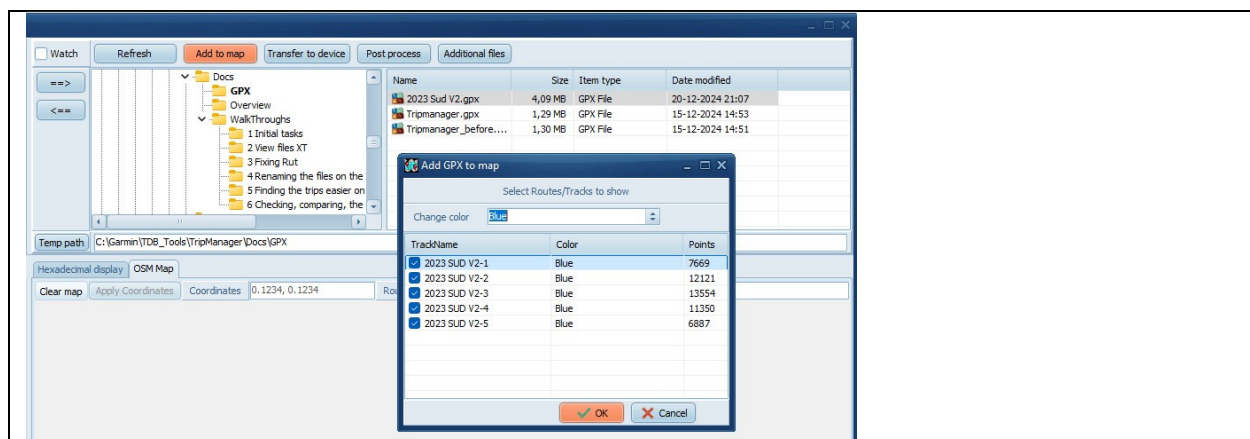 Watch Refresh Add to map Transfer to device Post process Additional files
==>
<==
Docs
GPX
Overview
WalkThroughs
1 Initial tasks
2 View files XT
3 Fixing Rut
4 Renaming the files on the
5 Finding the trips easier on
6 Checking, comparing, the
Name Size Item type Date modified
2023 Sud V2.gpx 4,09 MB GPX File 20-12-2024 21:07
Tripmanager.gpx 1,29 MB GPX File 15-12-2024 14:53
Tripmanager_before.... 1,30 MB GPX File 15-12-2024 14:51
Temp path C:\Garmin\TDB_Tools\TripManager\Docs\GPX
Hexadecimal display OSM Map
Clear map Apply Coordinates Coordinates 0.1234, 0.1234
Add GPX to map
Select Routes/Tracks to show
Change color Blue
TrackName Color Points
2023 SUD V2-1 Blue 7669
2023 SUD V2-2 Blue 12121
2023 SUD V2-3 Blue 13554
2023 SUD V2-4 Blue 11350
2023 SUD V2-5 Blue 6887
OK Cancel